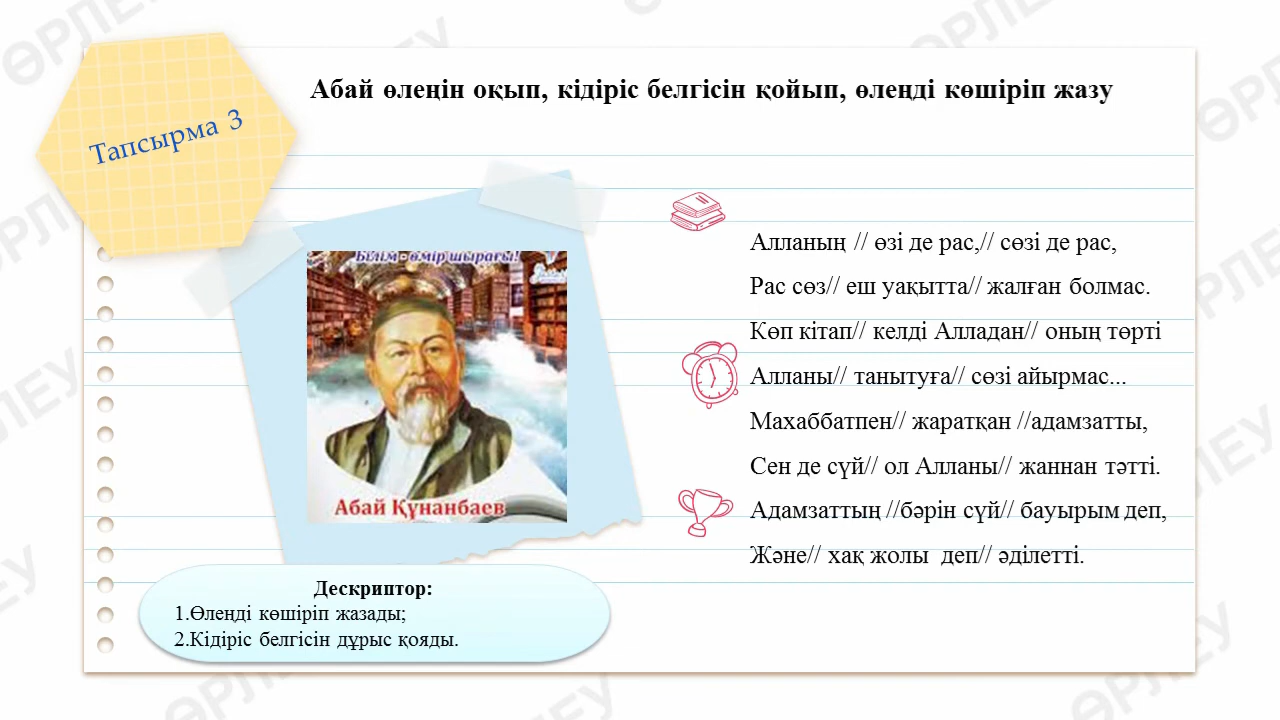 Тапсырма 3
Абай өлеңін оқып, кідіріс белгісін қойып, өлеңді көшіріп жазу
Білім - өмір шырағы!
Абай Құнанбаев
Алланың // өзі де рас,// сөзі де рас,
Рас сөз// еш уақытта// жалған болмас.
Көп кітап// келді Алладан// оның төрті
Алланы// танытуға// сөзі айырмас...
Махаббатпен// жаратқан //адамзатты,
Сен де сүй// ол Алланы// жаннан тәтті.
Адамзаттың //бәрін сүй// бауырым деп,
Және// хақ жолы деп// әділетті.
Дескриптор:
1.Өлеңді көшіріп жазады;
2.Кідіріс белгісін дұрыс қояды.
ӨРЛЕУ